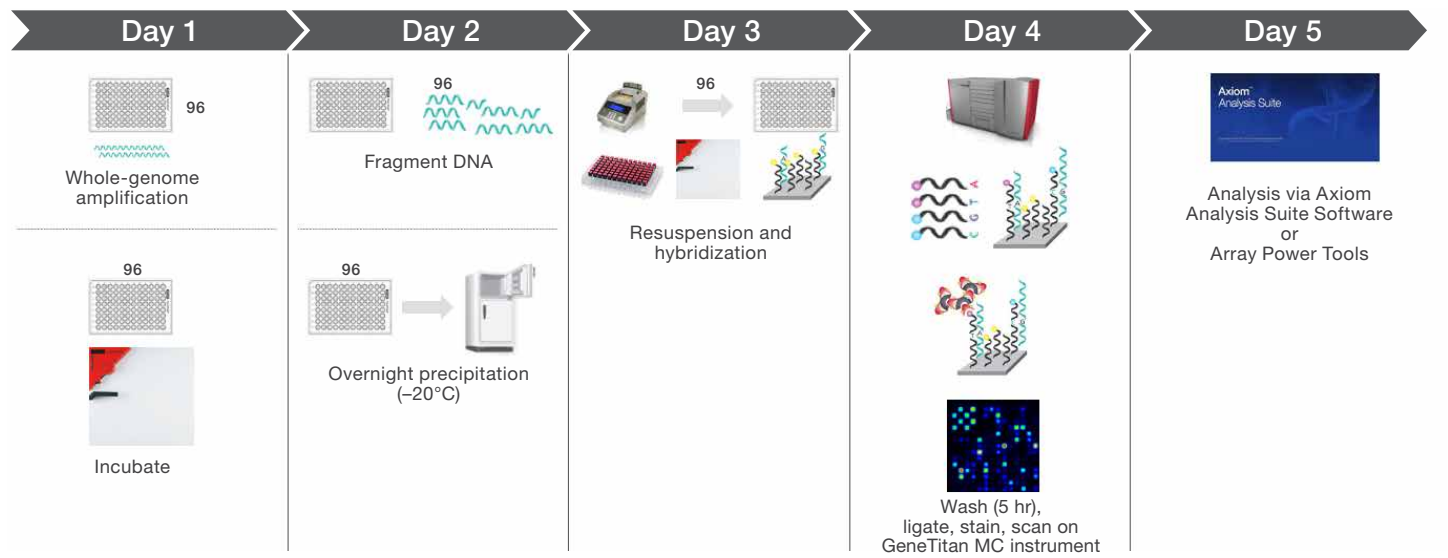 Day 1
Day 2
Day 3
Day 4
Day 5
96
Whole-genome
amplification
96
Incubate
96
Fragment DNA
96
Overnight precipitation
(–20°C)
96
Resuspension and
hybridization
A
T
G
C
Wash (5 hr),
ligate, stain, scan on
GeneTitan MC instrument
Axiom™
Analysis Suite
Analysis via Axiom
Analysis Suite Software
or
Array Power Tools